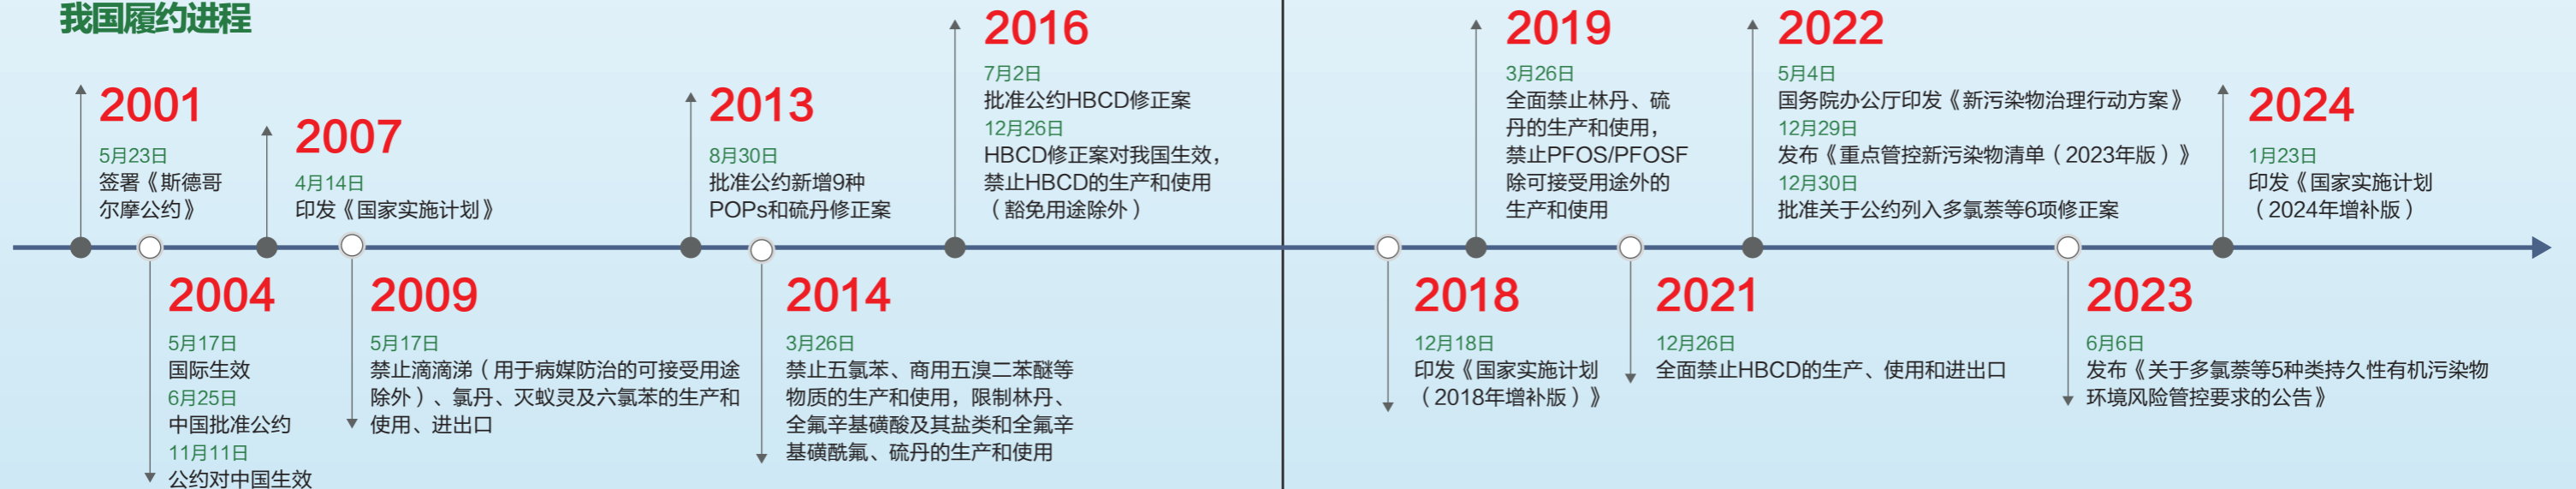 我国履约进程
2001
5月23日
签署《斯德哥
尔摩公约》
2004
5月17日
国际生效
6月25日
中国批准公约
11月11日
公约对中国生效
2007
4月14日
印发《国家实施计划》
2009
5月17日
禁止滴滴涕（用于病媒防治的可接受用途
除外）、氯丹、灭蚁灵及六氯苯的生产和
使用、进出口
2013
8月30日
批准公约新增9种
POPs和硫丹修正案
2014
3月26日
禁止五氯苯、商用五溴二苯醚等
物质的生产和使用，限制林丹、
全氟辛基磺酸及其盐类和全氟辛
基磺酰氟、硫丹的生产和使用
2016
7月2日
批准公约HBCD修正案
12月26日
HBCD修正案对我国生效，
禁止HBCD的生产和使用
（豁免用途除外）
2018
12月18日
印发《国家实施计划
（2018年增补版）》
2019
3月26日
全面禁止林丹、硫
丹的生产和使用，
禁止PFOS/PFOSF
除可接受用途外的
生产和使用
2021
12月26日
全面禁止HBCD的生产、使用和进出口
2022
5月4日
国务院办公厅印发《新污染物治理行动方案》
12月29日
发布《重点管控新污染物清单（2023年版）》
12月30日
批准关于公约列入多氯萘等6项修正案
2023
6月6日
发布《关于多氯萘等5种类持久性有机污染物
环境风险管控要求的公告》
2024
1月23日
印发《国家实施计划
（2024年增补版）